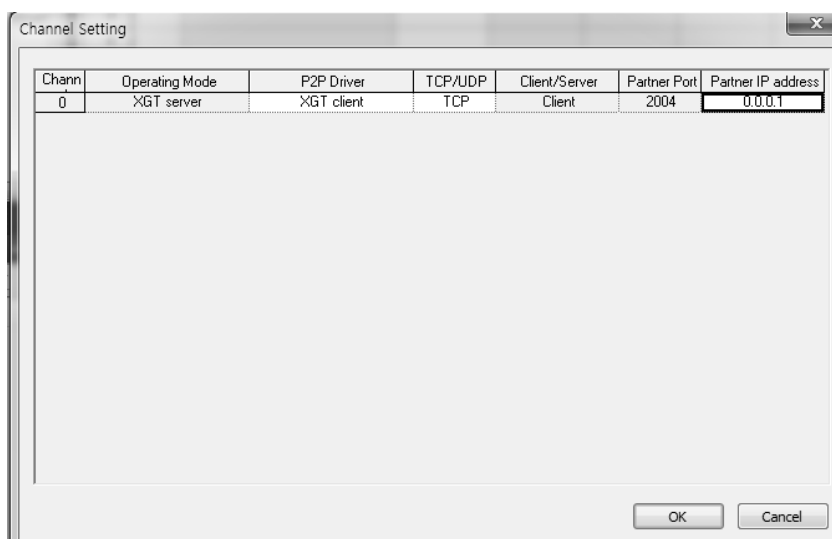 Channel Setting
x
Chann Operating Mode P2P Driver TCP/UDP Client/Server Partner Port Partner IP address
0 XGT server XGT client TCP Client 2004 0.0.0.1
OK Cancel